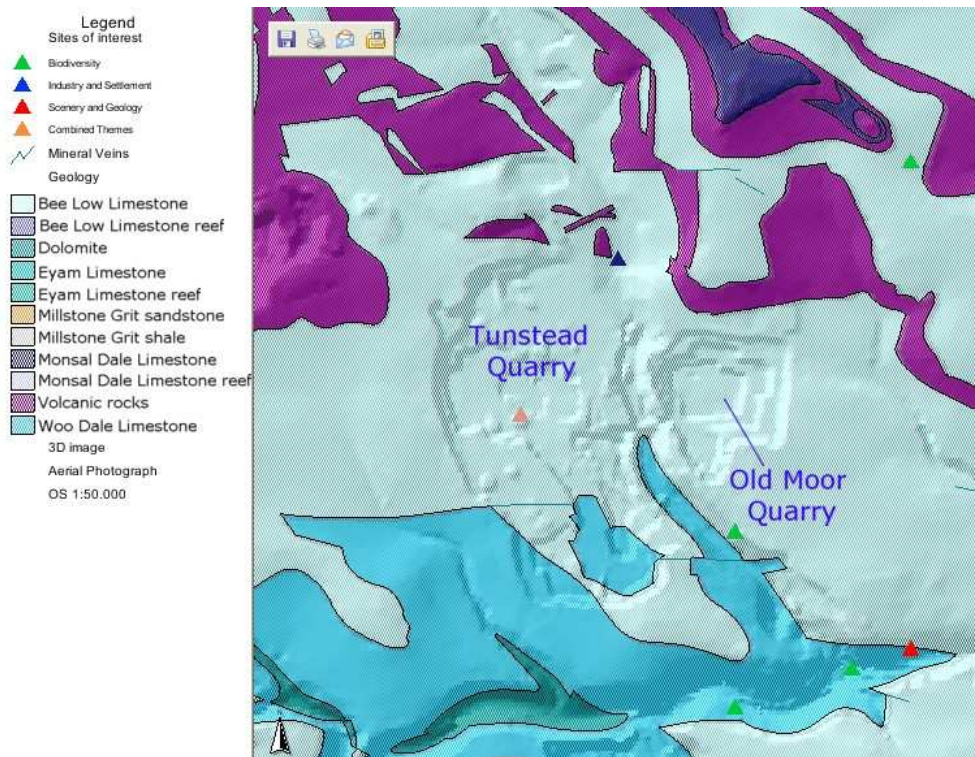 Legend
Sites of interest
Biodiversity
Industry and Settlement
Scenery and Geology
Combined Themes
Mineral Veins
Geology
Bee Low Limestone
Bee Low Limestone reef
Dolomite
Eyam Limestone
Eyam Limestone reef
Millstone Grit sandstone
Millstone Grit shale
Monsal Dale Limestone
Monsal Dale Limestone reef
Volcanic rocks
Woo Dale Limestone
3D image
Aerial Photograph
OS 1:50.000
Tunstead
Quarry
Old Moor
Quarry